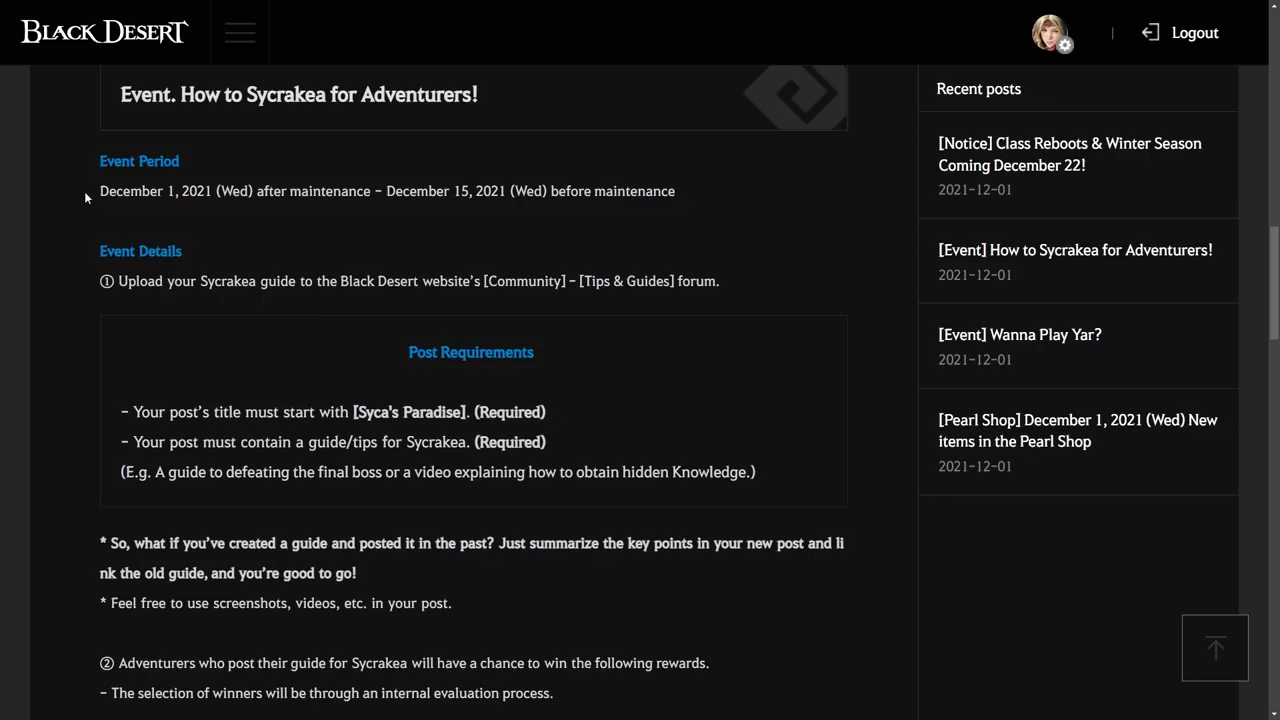 BLACK DESERT
Logout
Event. How to Sycrakea for Adventurers!
Event Period
December 1, 2021 (Wed) after maintenance – December 15, 2021 (Wed) before maintenance
Event Details
① Upload your Sycrakea guide to the Black Desert website’s [Community] – [Tips & Guides] forum.
Post Requirements
– Your post’s title must start with [Syca's Paradise]. (Required)
– Your post must contain a guide/tips for Sycrakea. (Required)
(E.g. A guide to defeating the final boss or a video explaining how to obtain hidden Knowledge.)
* So, what if you’ve created a guide and posted it in the past? Just summarize the key points in your new post and li
nk the old guide, and you’re good to go!
* Feel free to use screenshots, videos, etc. in your post.
② Adventurers who post their guide for Sycrakea will have a chance to win the following rewards.
– The selection of winners will be through an internal evaluation process.
Recent posts
[Notice] Class Reboots & Winter Season
Coming December 22!
2021-12-01
[Event] How to Sycrakea for Adventurers!
2021-12-01
[Event] Wanna Play Yar?
2021-12-01
[Pearl Shop] December 1, 2021 (Wed) New
items in the Pearl Shop
2021-12-01